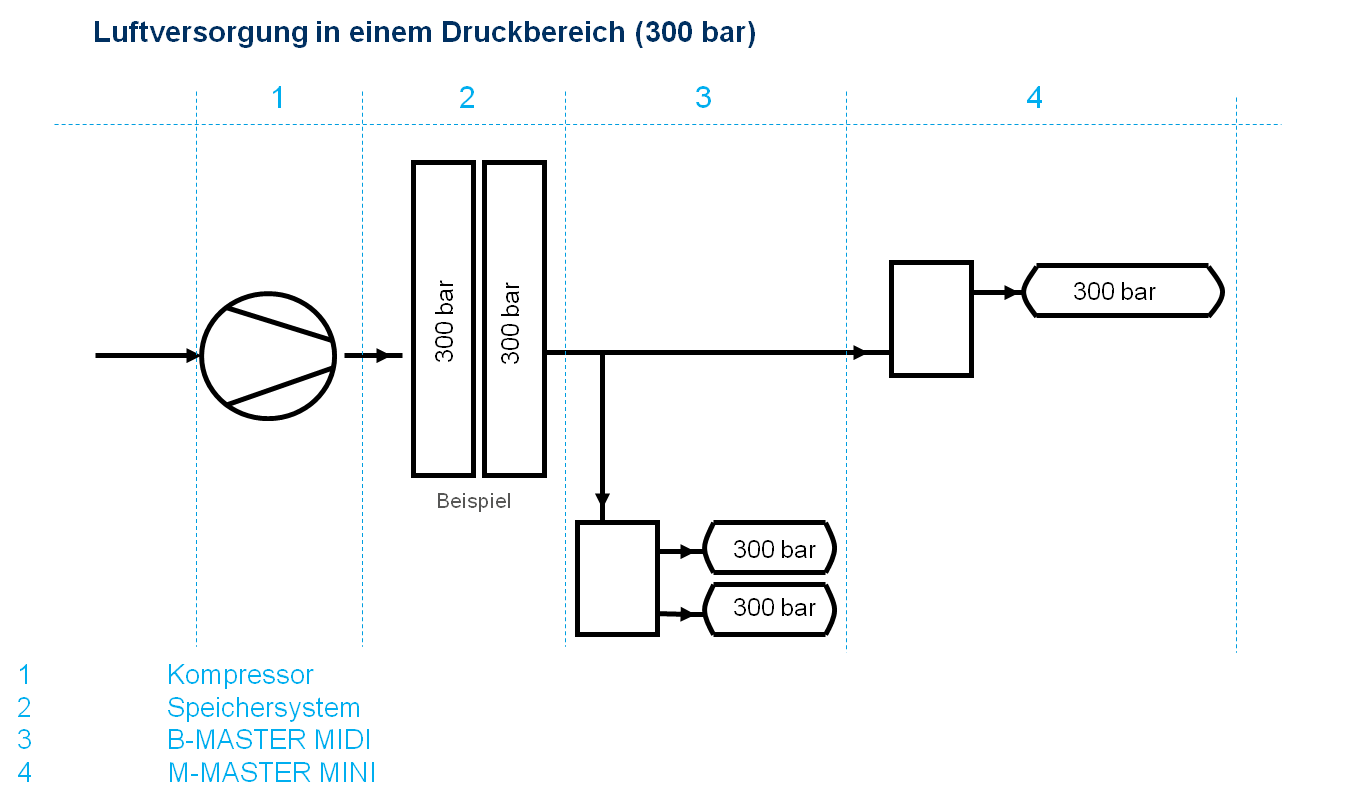 Luftversorgung in einem Druckbereich (300 bar)
1 2 3 4
300 bar
300 bar
300 bar
Beispiel
300 bar
300 bar
1 Kompressor
2 Speichersystem
3 B-MASTER MIDI
4 M-MASTER MINI